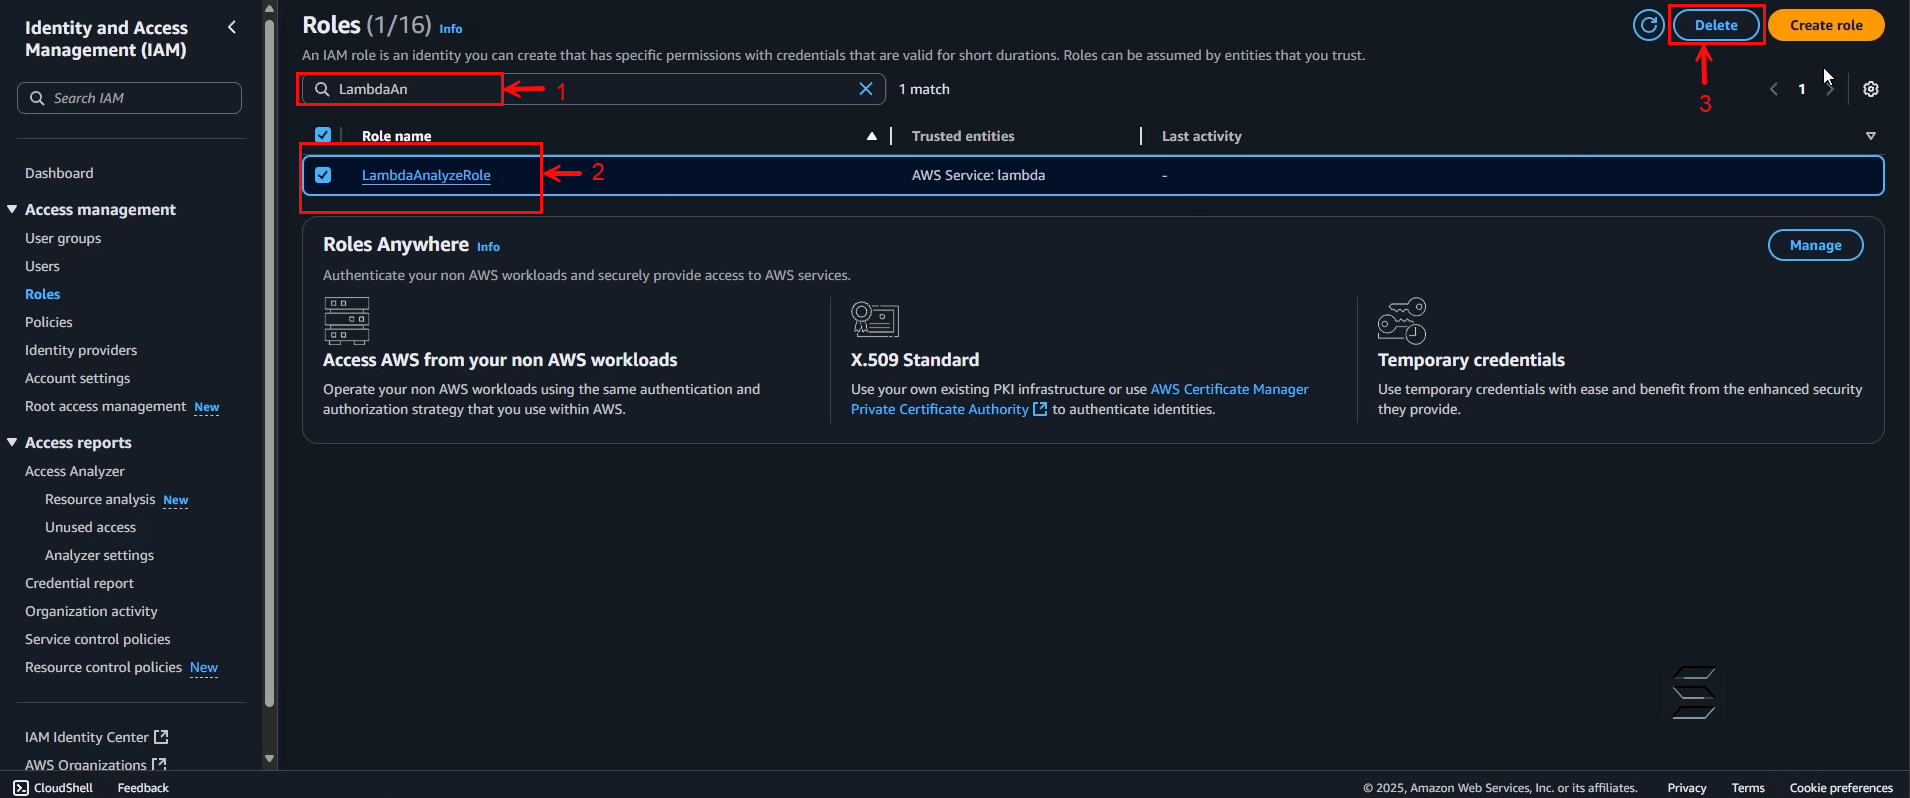 Identity and Access
Management (IAM)
Search IAM
Dashboard
Access management
User groups
Users
Roles
Policies
Identity providers
Account settings
Root access management New
Access reports
Access Analyzer
Resource analysis New
Unused access
Analyzer settings
Credential report
Organization activity
Service control policies
Resource control policies New
IAM Identity Center
AWS Organizations
Roles (1/16) Info
Delete
Create role
An IAM role is an identity you can create that has specific permissions with credentials that are valid for short durations. Roles can be assumed by entities that you trust.
LambdaAn
1
1 match
1
3
Role name
Trusted entities
Last activity
LambdaAnalyzeRole
2
AWS Service: lambda
-
Roles Anywhere Info
Manage
Authenticate your non AWS workloads and securely provide access to AWS services.
Access AWS from your non AWS workloads
Operate your non AWS workloads using the same authentication and
authorization strategy that you use within AWS.
X.509 Standard
Use your own existing PKI infrastructure or use AWS Certificate Manager
Private Certificate Authority to authenticate identities.
Temporary credentials
Use temporary credentials with ease and benefit from the enhanced security
they provide.
CloudShell
Feedback
© 2025, Amazon Web Services, Inc. or its affiliates.
Privacy
Terms
Cookie preferences